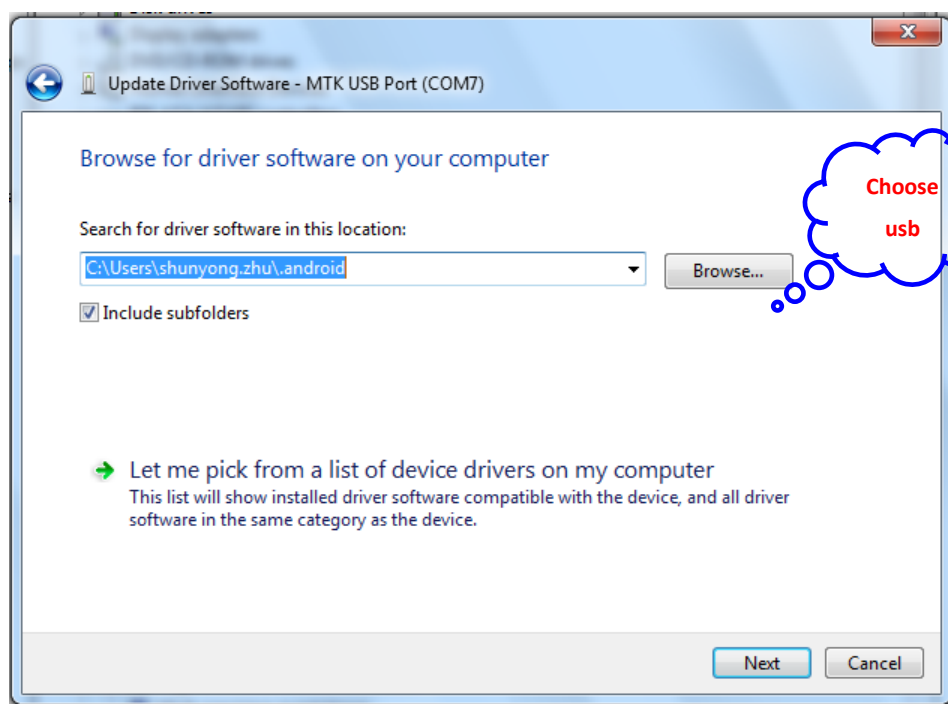 Update Driver Software - MTK USB Port (COM7)
Browse for driver software on your computer
Choose
usb
Search for driver software in this location:
C:\Users\shunyong.zhu\.android
Browse...
Include subfolders
Let me pick from a list of device drivers on my computer
This list will show installed driver software compatible with the device, and all driver
software in the same category as the device.
Next
Cancel